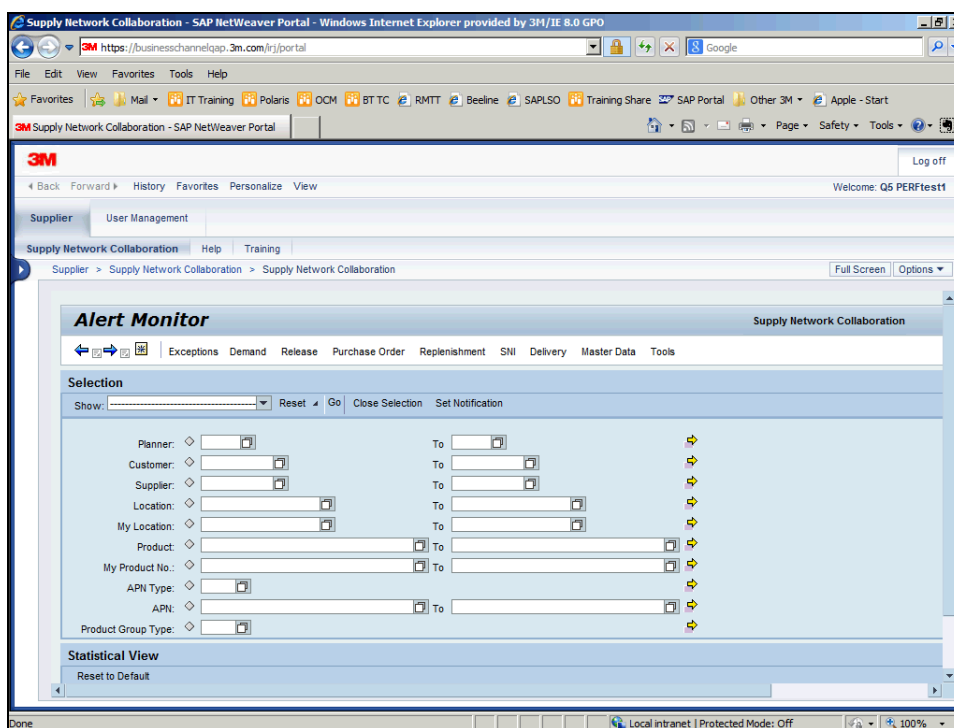 Supply Network Collaboration - SAP NetWeaver Portal - Windows Internet Explorer provided by 3M/IE 8.0 GPO
3M https://businesschannelqap.3m.com/irj/portal
Google
File Edit View Favorites Tools Help
Favorites Mail IT Training Polaris OCM BT TC RMTT Beeline SAPLSO Training Share SAP Portal Other 3M Apple - Start
3M Supply Network Collaboration - SAP NetWeaver Portal
Page Safety Tools
3M
Log off
Back Forward History Favorites Personalize View
Welcome: Q5 PERFtest1
Supplier User Management
Supply Network Collaboration Help Training
Supplier > Supply Network Collaboration > Supply Network Collaboration
Full Screen Options
Alert Monitor
Supply Network Collaboration
Exceptions Demand Release Purchase Order Replenishment SNI Delivery Master Data Tools
Selection
Show: Reset Go Close Selection Set Notification
Planner: To
Customer: To
Supplier: To
Location: To
My Location: To
Product: To
My Product No.: To
APN Type:
APN: To
Product Group Type:
Statistical View
Reset to Default
Done
Local intranet | Protected Mode: Off
100%